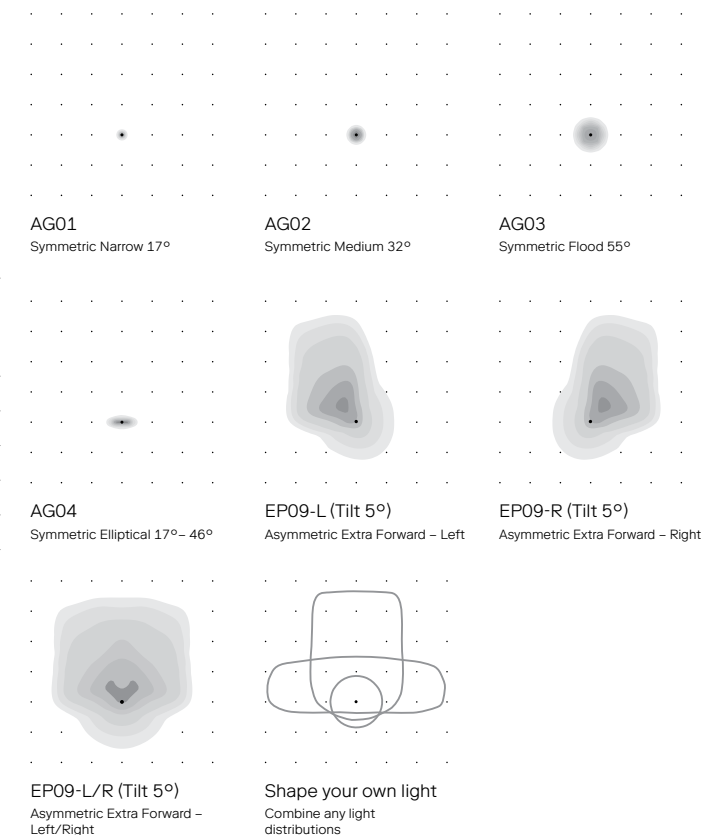 AG01
Symmetric Narrow 17°
AG02
Symmetric Medium 32°
AG03
Symmetric Flood 55°
AG04
Symmetric Elliptical 17°– 46°
EP09-L (Tilt 5°)
Asymmetric Extra Forward – Left
EP09-R (Tilt 5°)
Asymmetric Extra Forward – Right
EP09-L/R (Tilt 5°)
Asymmetric Extra Forward –
Left/Right
Shape your own light
Combine any light
distributions